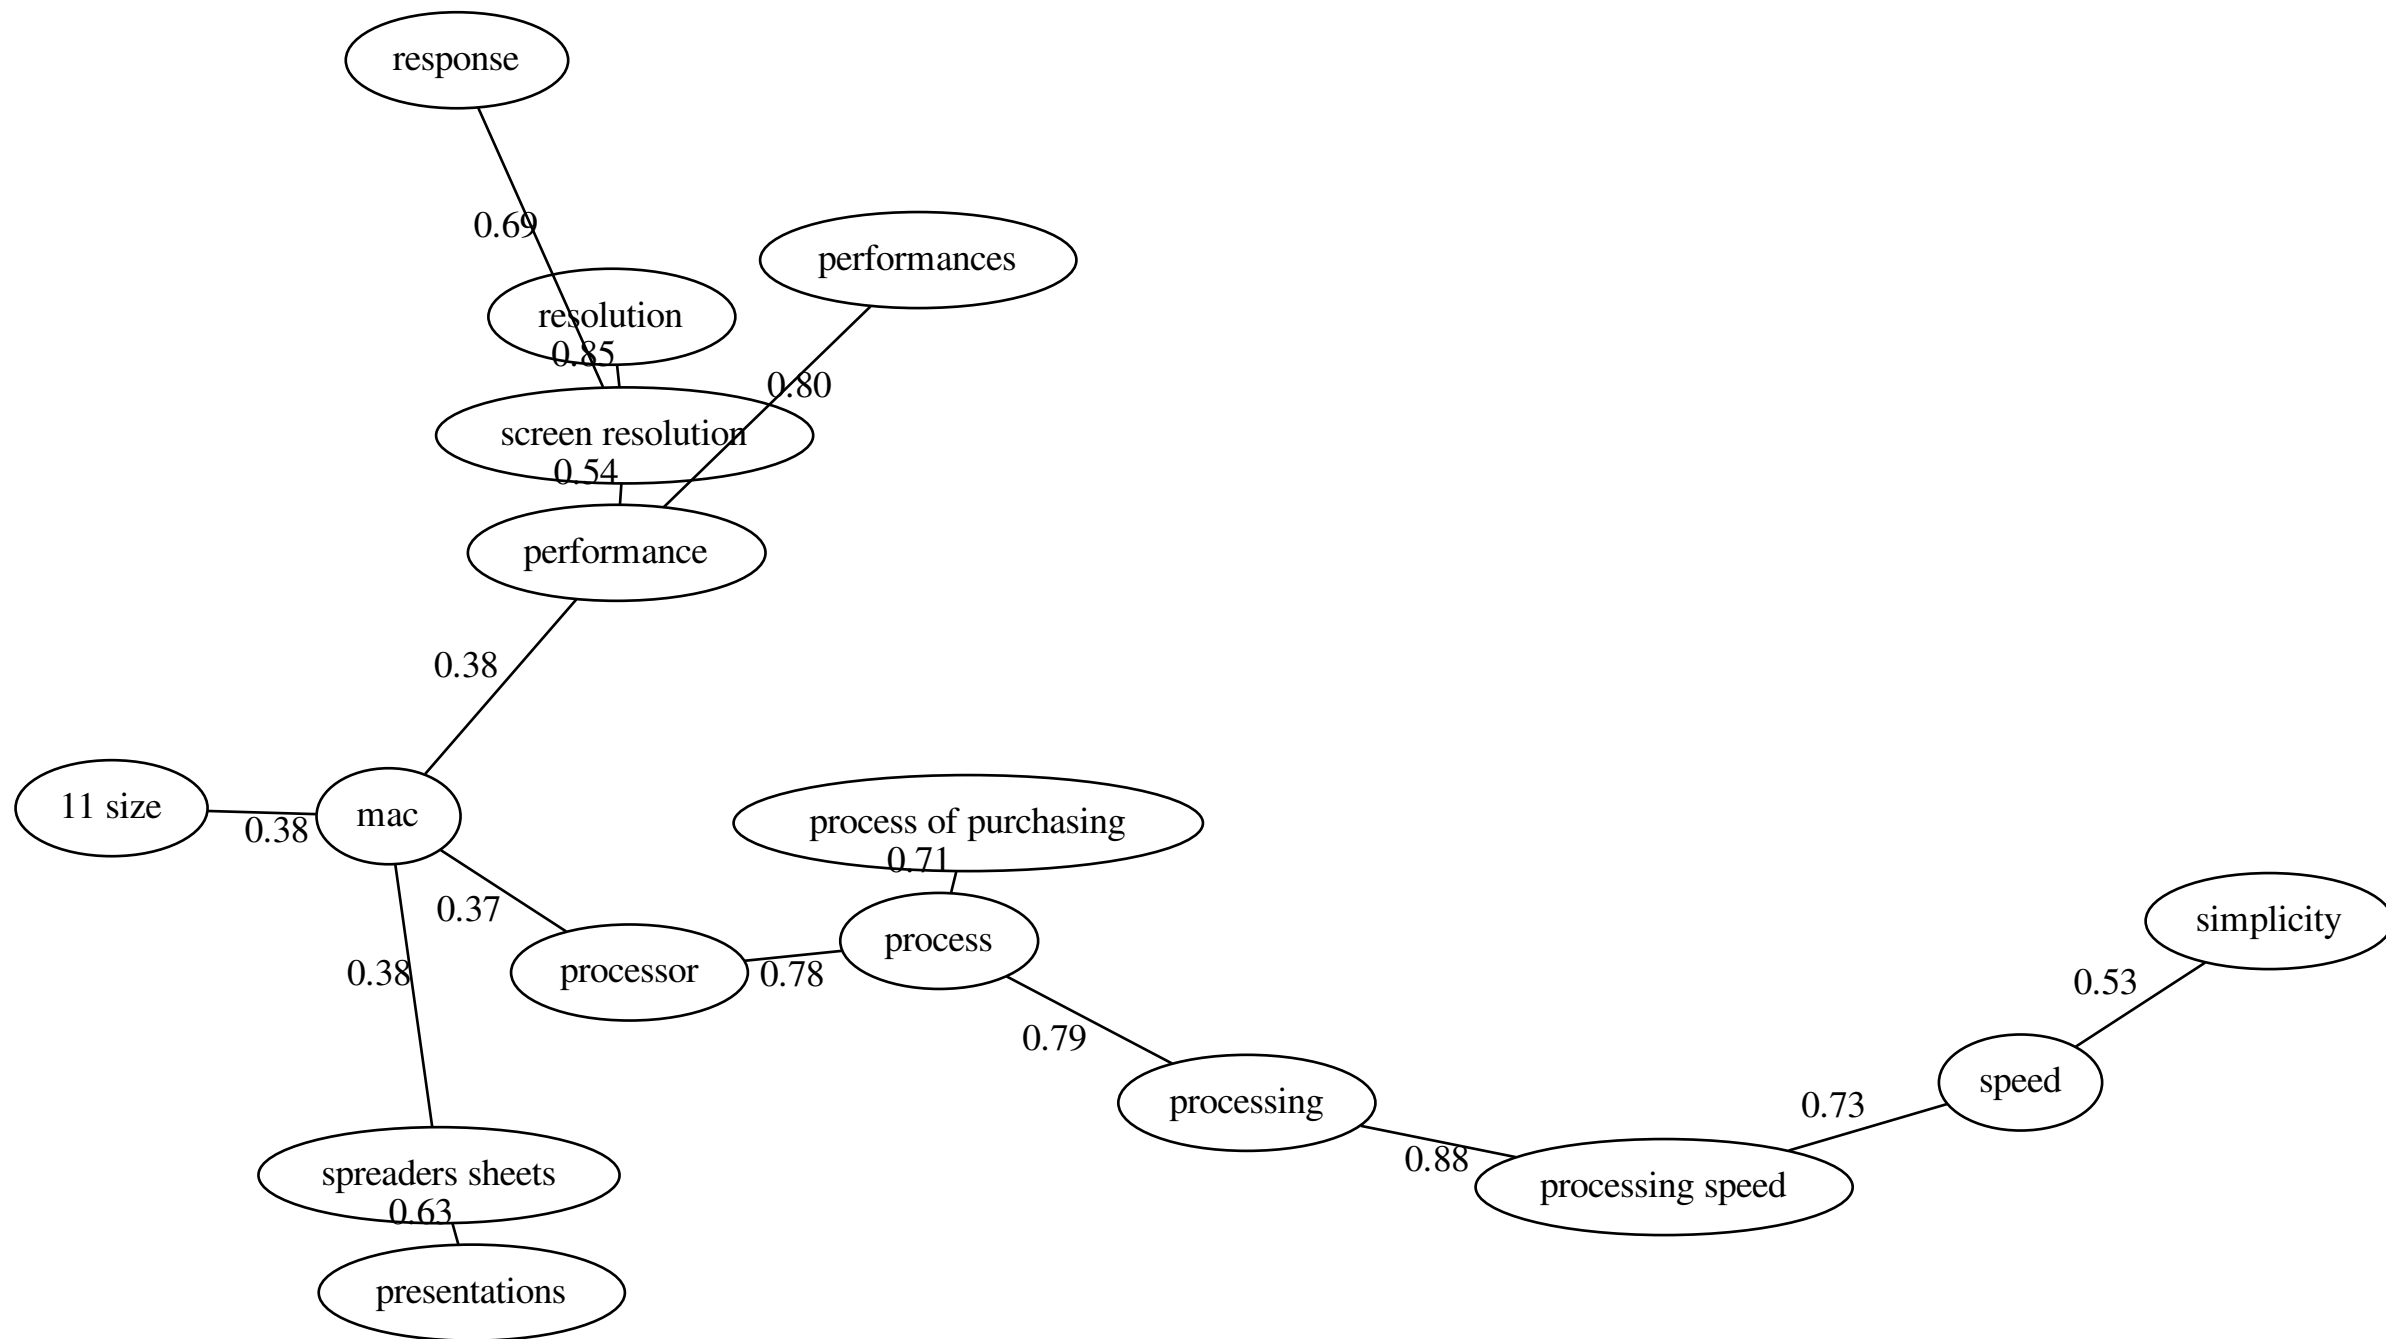 response
0.69
performances
resolution
0.85
0.80
screen resolution
0.54
performance
0.38
11 size
mac
0.38
process of purchasing
0.71
0.37
simplicity
process
processor
0.78
0.38
0.53
0.79
speed
processing
0.73
0.88
spreaders sheets
processing speed
0.63
presentations